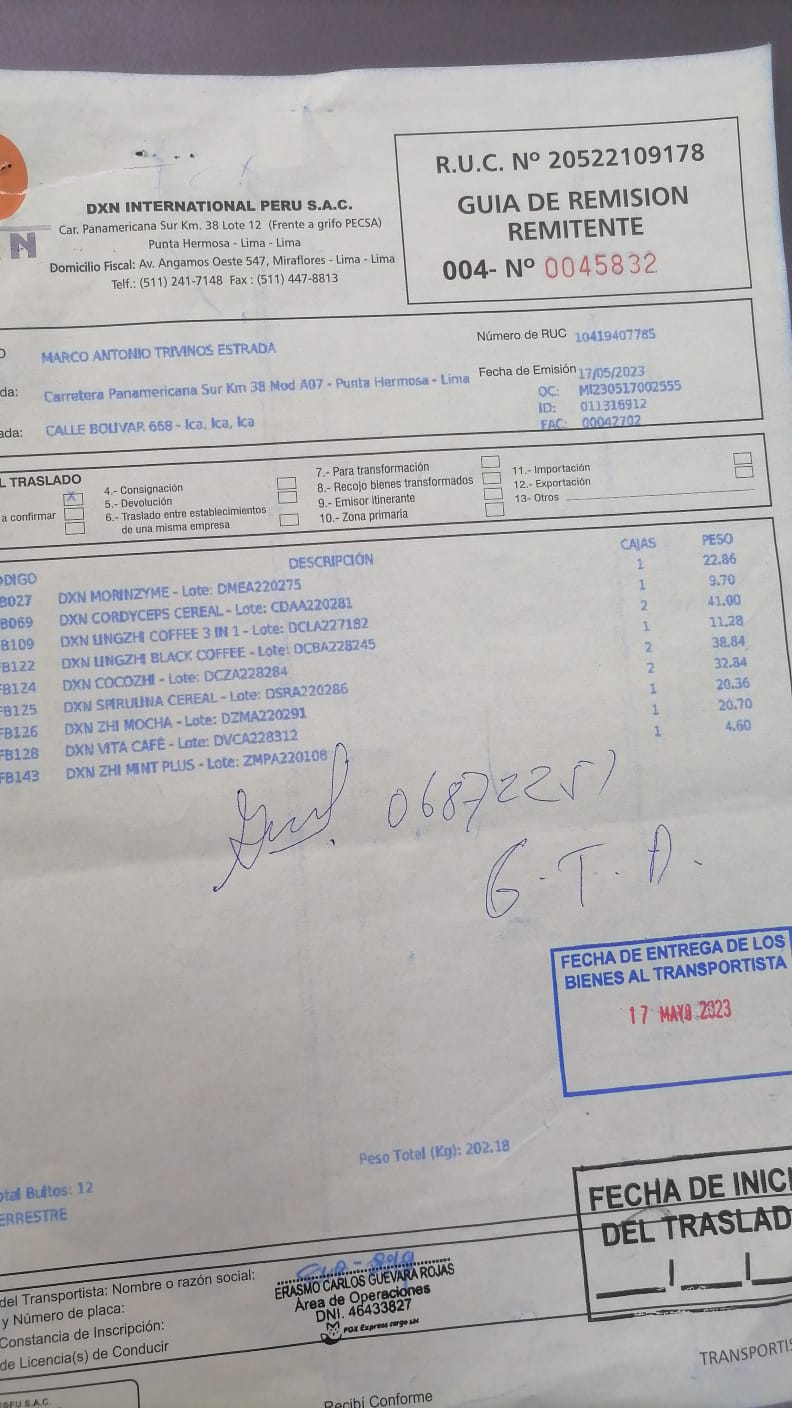 N
DXN INTERNATIONAL PERU S.A.C.
Car. Panamericana Sur Km. 38 Lote 12 (Frente a grifo PECSA)
Punta Hermosa - Lima - Lima
Domicilio Fiscal: Av. Angamos Oeste 547, Miraflores - Lima - Lima
Telf.: (511) 241-7148 Fax : (511) 447-8813
R.U.C. Nº 20522109178
GUIA DE REMISION
REMITENTE
004- Nº 0045832
MARCO ANTONIO TRIVINOS ESTRADA
Número de RUC 10419407785
da: Carretera Panamericana Sur Km 38 Mod A07 - Punta Hermosa - Lima
Fecha de Emisión 17/05/2023
OC: MI230517002555
ID: 011316912
ada: CALLE BOLIVAR 668 - Ica, Ica, Ica
FAC: 00042702
L TRASLADO
X
a confirmar
4.- Consignación
5.- Devolución
6.- Traslado entre establecimientos
de una misma empresa
7.- Para transformación
8.- Recojo bienes transformados
9.- Emisor itinerante
10.- Zona primaria
11.- Importación
12.- Exportación
13- Otros
ODIGO DESCRIPCIÓN CAJAS PESO
B027 DXN MORINZYME - Lote: DMEA220275 1 22.86
B069 DXN CORDYCEPS CEREAL - Lote: CDAA220281 1 9.70
B109 DXN LINGZHI COFFEE 3 IN 1 - Lote: DCLA227182 2 41.00
FB122 DXN LINGZHI BLACK COFFEE - Lote: DCBA228245 1 11.28
FB124 DXN COCOZHI - Lote: DCZA228284 2 38.84
FB125 DXN SPIRULINA CEREAL - Lote: DSRA220286 2 32.84
FB126 DXN ZHI MOCHA - Lote: DZMA220291 1 20.36
FB128 DXN VITA CAFÉ - Lote: DVCA228312 1 20.70
FB143 DXN ZHI MINT PLUS - Lote: ZMPA220108 1 4.60
06872251
G.T.A.
FECHA DE ENTREGA DE LOS
BIENES AL TRANSPORTISTA
17 MAYO 2023
Peso Total (Kg): 202.18
otal Bultos: 12
ERRESTRE
FECHA DE INICI
DEL TRASLAD
del Transportista: Nombre o razón social:
y Número de placa:
Constancia de Inscripción:
de Licencia(s) de Conducir
ERASMO CARLOS GUEVARA ROJAS
Área de Operaciones
DNI. 46433827
FOX Express cargo
TRANSPORTIS
S.A.C.
Recibí Conforme